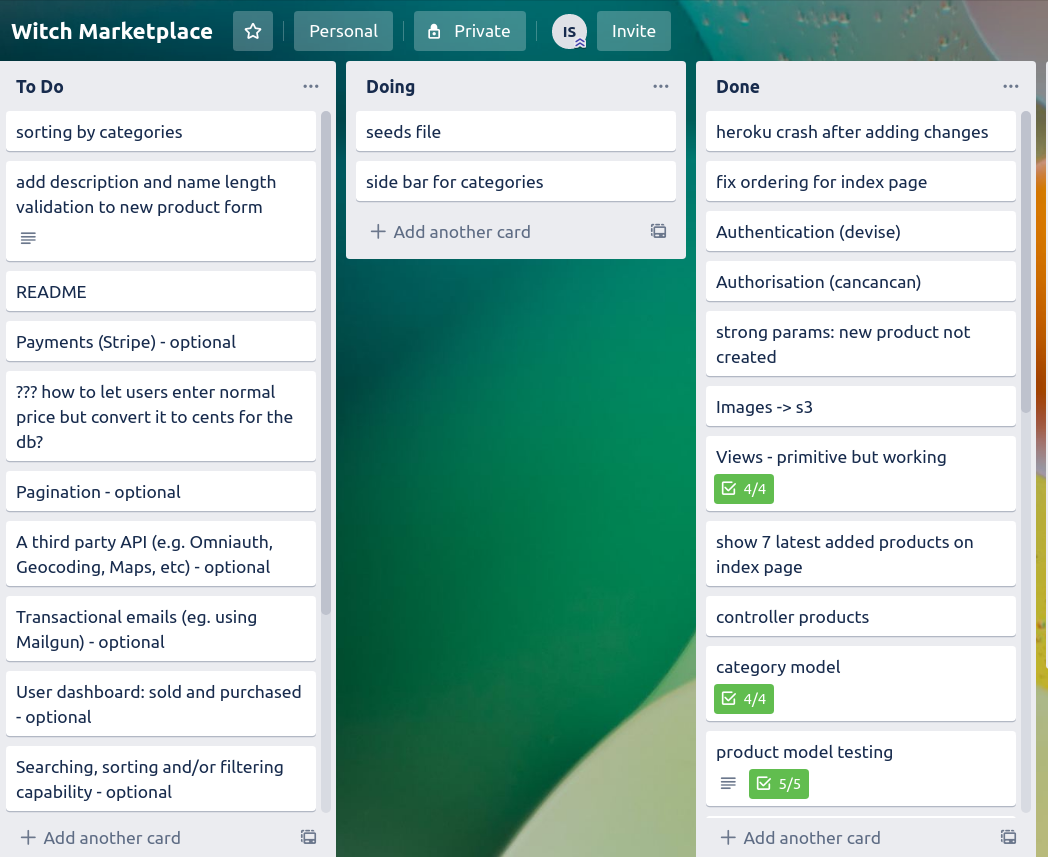 Witch Marketplace
Personal
Private
IS
Invite
To Do
sorting by categories
add description and name length
validation to new product form
README
Payments (Stripe) - optional
??? how to let users enter normal
price but convert it to cents for the
db?
Pagination - optional
A third party API (e.g. Omniauth,
Geocoding, Maps, etc) - optional
Transactional emails (eg. using
Mailgun) - optional
User dashboard: sold and purchased
- optional
Searching, sorting and/or filtering
capability - optional
Add another card
Doing
seeds file
side bar for categories
Add another card
Done
heroku crash after adding changes
fix ordering for index page
Authentication (devise)
Authorisation (cancancan)
strong params: new product not
created
Images -> s3
Views - primitive but working
4/4
show 7 latest added products on
index page
controller products
category model
4/4
product model testing
5/5
Add another card